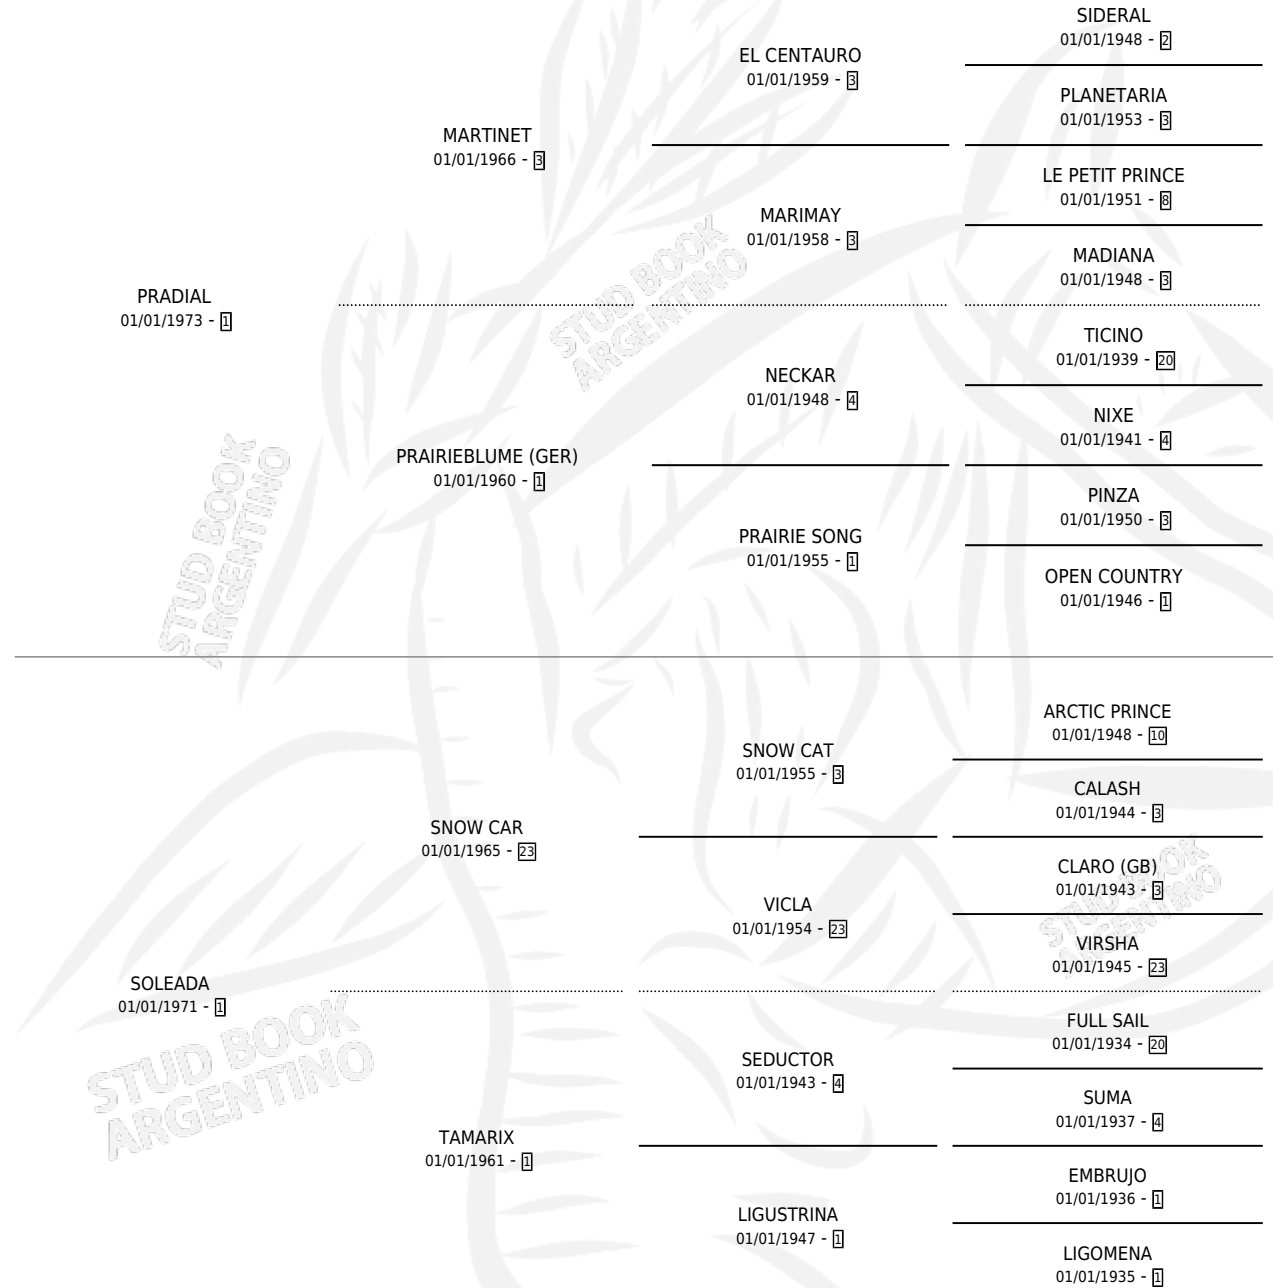 SIDERAL
01/01/1948 - 2
EL CENTAURO
01/01/1959 - 3
PLANETARIA
01/01/1953 - 3
MARTINET
01/01/1966 - 3
LE PETIT PRINCE
01/01/1951 - 8
MARIMAY
01/01/1958 - 3
MADIANA
01/01/1948 - 3
PRADIAL
01/01/1973 - 1
TICINO
01/01/1939 - 20
NECKAR
01/01/1948 - 4
NIXE
01/01/1941 - 4
PRAIRIEBLUME (GER)
01/01/1960 - 1
PINZA
01/01/1950 - 3
PRAIRIE SONG
01/01/1955 - 1
OPEN COUNTRY
01/01/1946 - 1
ARCTIC PRINCE
01/01/1948 - 10
SNOW CAT
01/01/1955 - 3
CALASH
01/01/1944 - 3
SNOW CAR
01/01/1965 - 23
CLARO (GB)
01/01/1943 - 3
VICLA
01/01/1954 - 23
VIRSHA
01/01/1945 - 23
SOLEADA
01/01/1971 - 1
FULL SAIL
01/01/1934 - 20
SEDUCTOR
01/01/1943 - 4
SUMA
01/01/1937 - 4
TAMARIX
01/01/1961 - 1
EMBRUJO
01/01/1936 - 1
LIGUSTRINA
01/01/1947 - 1
LIGOMENA
01/01/1935 - 1
STUD BOOK
ARGENTINO
STUD BOOK
ARGENTINO
STUD BOOK
ARGENTINO
STUD BOOK
ARGENTINO